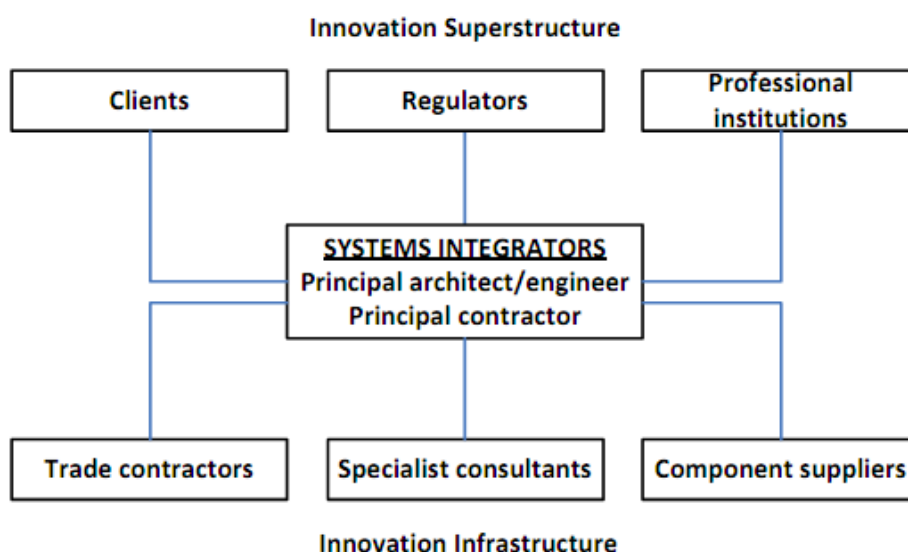 Innovation Superstructure
Clients
Regulators
Professional
institutions
SYSTEMS INTEGRATORS
Principal architect/engineer
Principal contractor
Trade contractors
Specialist consultants
Component suppliers
Innovation Infrastructure